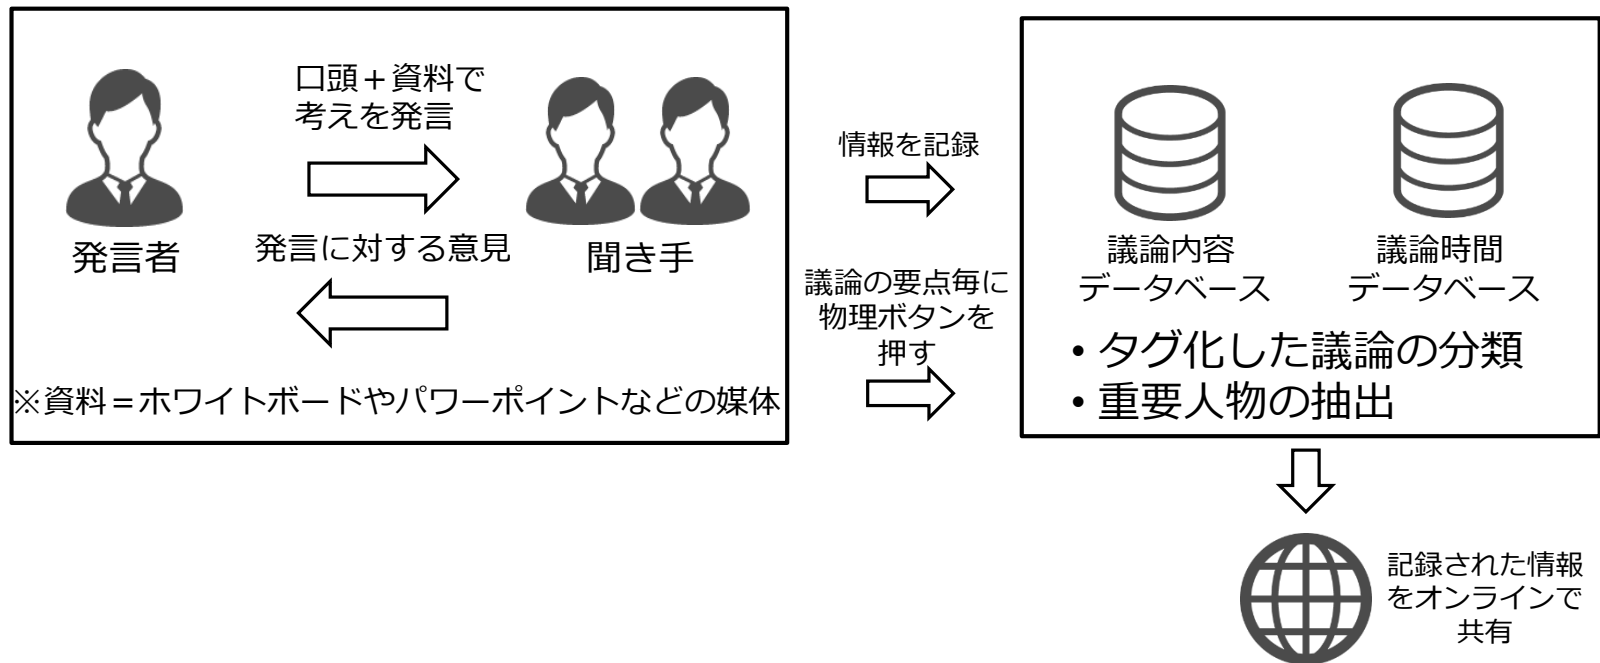 口頭＋資料で
考えを発言
発言者
発言に対する意見
聞き手
※資料＝ホワイトボードやパワーポイントなどの媒体
情報を記録
議論の要点毎に
物理ボタンを
押す
議論内容
データベース
議論時間
データベース
・タグ化した議論の分類
・重要人物の抽出
記録された情報
をオンラインで
共有